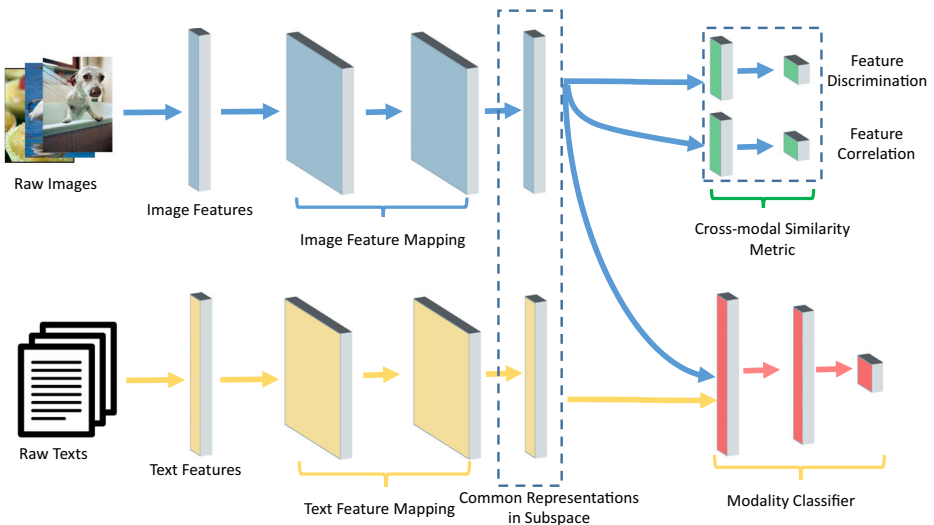 Raw Images
Image Features
Image Feature Mapping
Feature
Discrimination
Feature
Correlation
Cross-modal Similarity
Metric
Raw Texts
Text Features
Text Feature Mapping
Common Representations
in Subspace
Modality Classifier